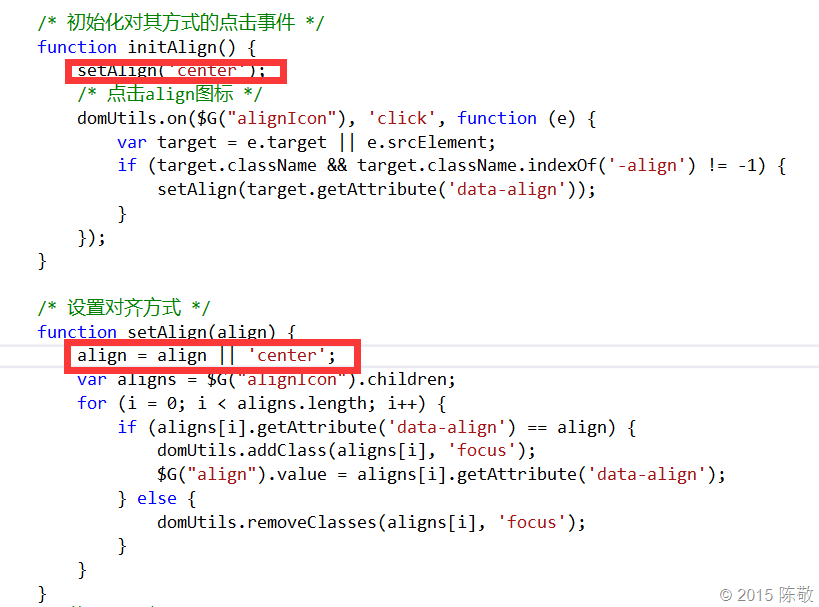 /* 初始化对其方式的点击事件 */
function initAlign() {
setAlign('center');
/* 点击align图标 */
domUtils.on($G("alignIcon"), 'click', function (e) {
var target = e.target || e.srcElement;
if (target.className && target.className.indexOf('-align') != -1) {
setAlign(target.getAttribute('data-align'));
}
});
}
/* 设置对齐方式 */
function setAlign(align) {
align = align || 'center';
var aligns = $G("alignIcon").children;
for (i = 0; i < aligns.length; i++) {
if (aligns[i].getAttribute('data-align') == align) {
domUtils.addClass(aligns[i], 'focus');
$G("align").value = aligns[i].getAttribute('data-align');
} else {
domUtils.removeClasses(aligns[i], 'focus');
}
}
}
© 2015 陈敬